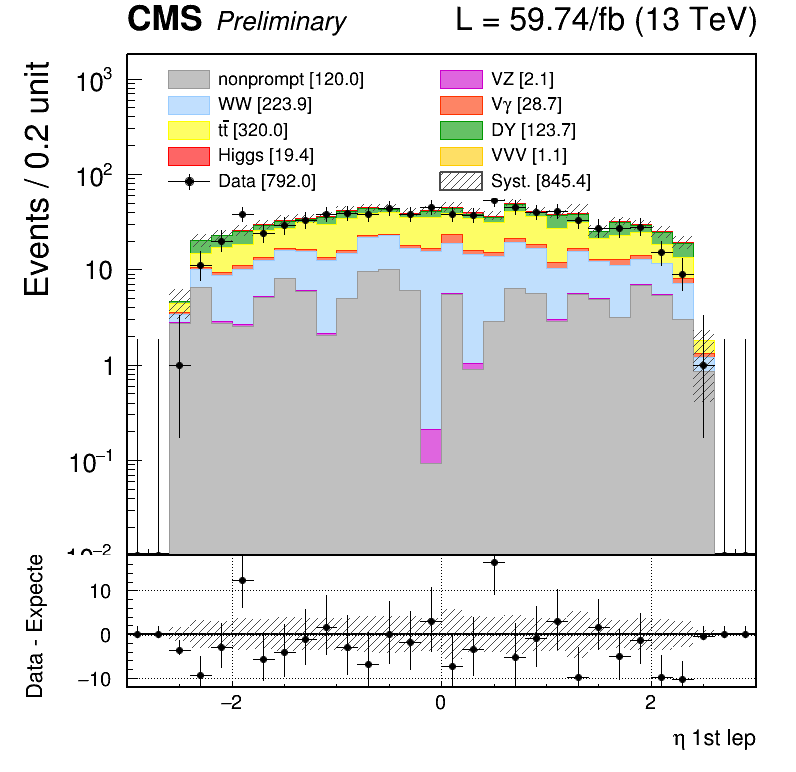 CMS Preliminary L = 59.74/fb (13 TeV)
Events / 0.2 unit
10³
10²
10
1
10⁻¹
10⁻²
nonprompt [120.0] VZ [2.1]
WW [223.9] Vγ [28.7]
tt̄ [320.0] DY [123.7]
Higgs [19.4] VVV [1.1]
Data [792.0] Syst. [845.4]
Data - Expecte
10
0
−10
−2 0 2
η 1st lep